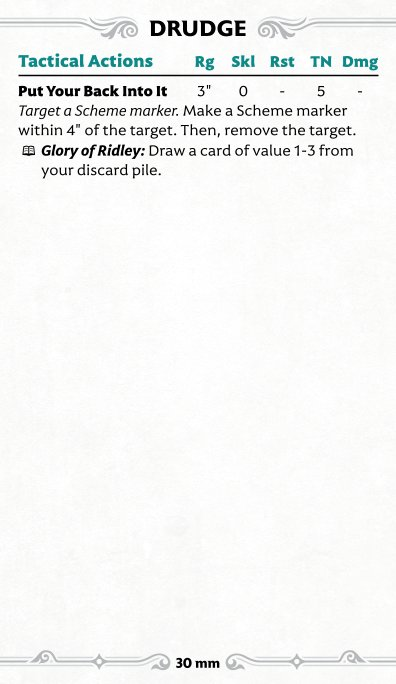 DRUDGE
Tactical Actions Rg Skl Rst TN Dmg
Put Your Back Into It 3" 0 - 5 -
Target a Scheme marker. Make a Scheme marker
within 4" of the target. Then, remove the target.
Glory of Ridley: Draw a card of value 1-3 from
your discard pile.
30 mm